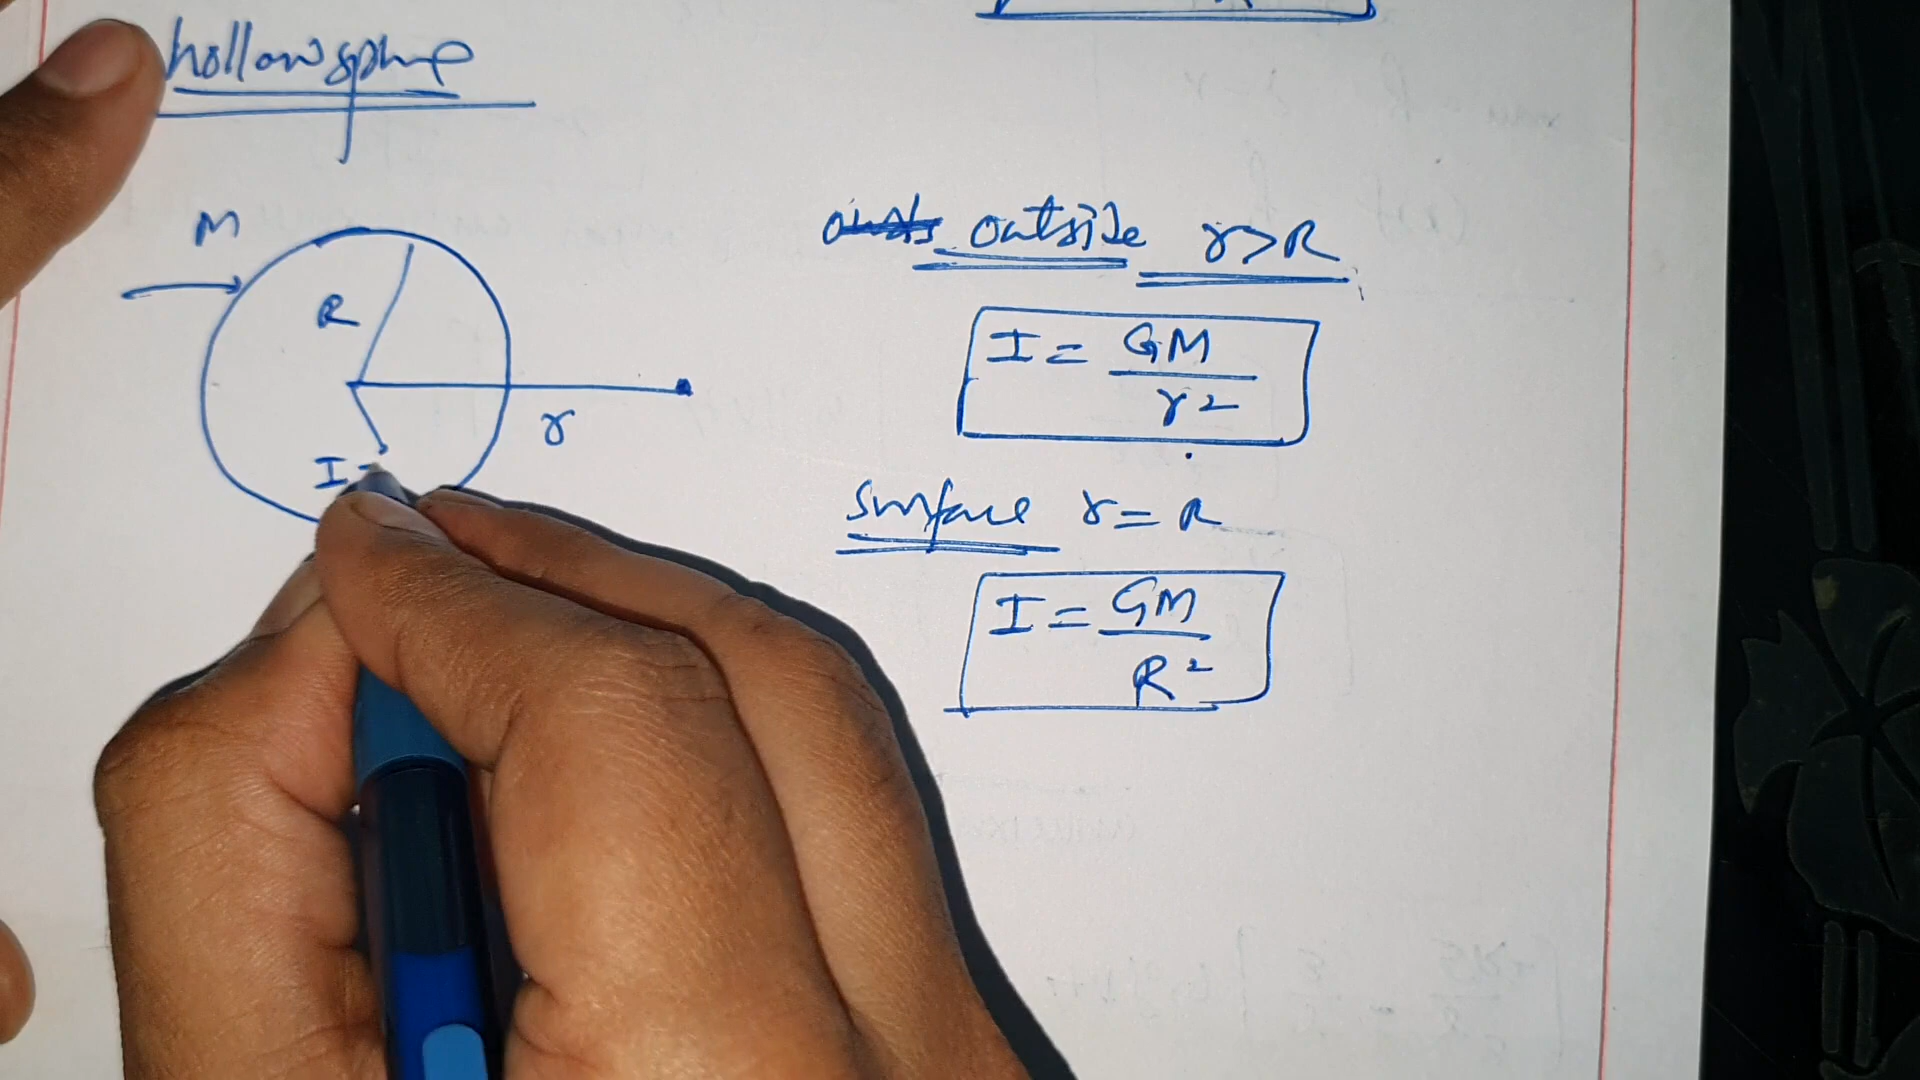 hollow sphere
M
R
r
I =
outside r>R
I = GM
r2
surface r = R
I = GM
R2